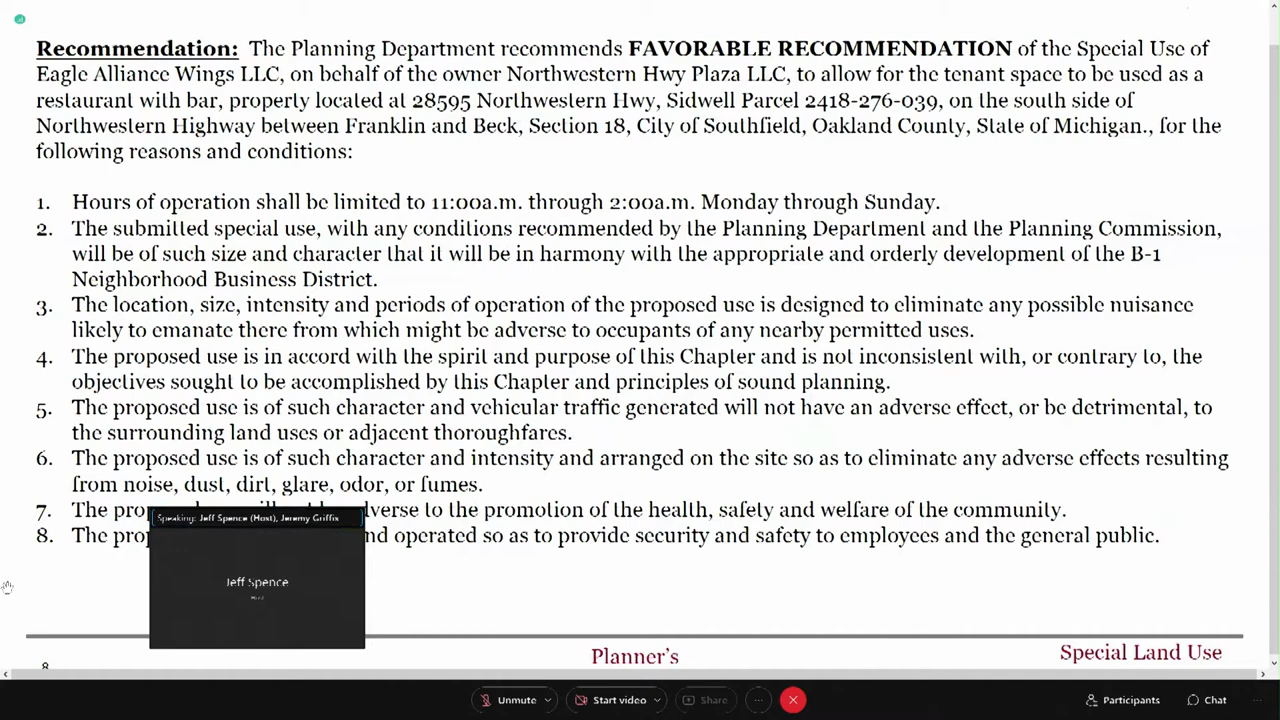 Recommendation: The Planning Department recommends FAVORABLE RECOMMENDATION of the Special Use of
Eagle Alliance Wings LLC, on behalf of the owner Northwestern Hwy Plaza LLC, to allow for the tenant space to be used as a
restaurant with bar, property located at 28595 Northwestern Hwy, Sidwell Parcel 2418-276-039, on the south side of
Northwestern Highway between Franklin and Beck, Section 18, City of Southfield, Oakland County, State of Michigan., for the
following reasons and conditions:
1. Hours of operation shall be limited to 11:00a.m. through 2:00a.m. Monday through Sunday.
2. The submitted special use, with any conditions recommended by the Planning Department and the Planning Commission,
will be of such size and character that it will be in harmony with the appropriate and orderly development of the B-1
Neighborhood Business District.
3. The location, size, intensity and periods of operation of the proposed use is designed to eliminate any possible nuisance
likely to emanate there from which might be adverse to occupants of any nearby permitted uses.
4. The proposed use is in accord with the spirit and purpose of this Chapter and is not inconsistent with, or contrary to, the
objectives sought to be accomplished by this Chapter and principles of sound planning.
5. The proposed use is of such character and vehicular traffic generated will not have an adverse effect, or be detrimental, to
the surrounding land uses or adjacent thoroughfares.
6. The proposed use is of such character and intensity and arranged on the site so as to eliminate any adverse effects resulting
from noise, dust, dirt, glare, odor, or fumes.
7. The to the promotion of the health, safety and welfare of the community.
8. The operated so as to provide security and safety to employees and the general public.
Speaking: Jeff Spence (Host), Jeremy Griffis
Jeff Spence
Planner's
Special Land Use
8
Unmute
Start video
Share
Participants
Chat